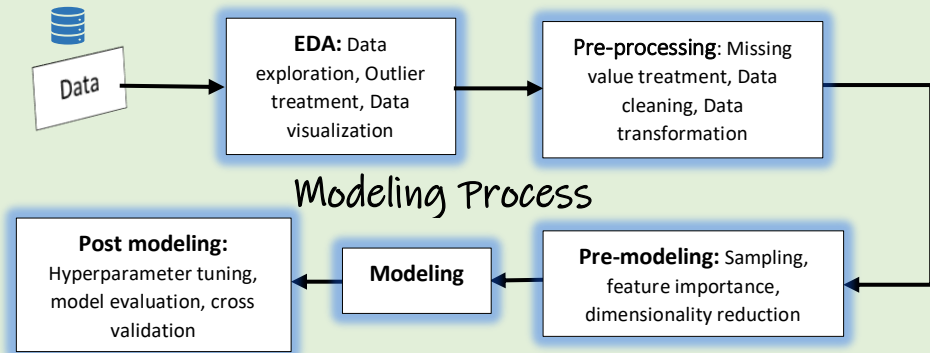 Data
EDA: Data
exploration, Outlier
treatment, Data
visualization
Pre-processing: Missing
value treatment, Data
cleaning, Data
transformation
Modeling Process
Pre-modeling: Sampling,
feature importance,
dimensionality reduction
Modeling
Post modeling:
Hyperparameter tuning,
model evaluation, cross
validation